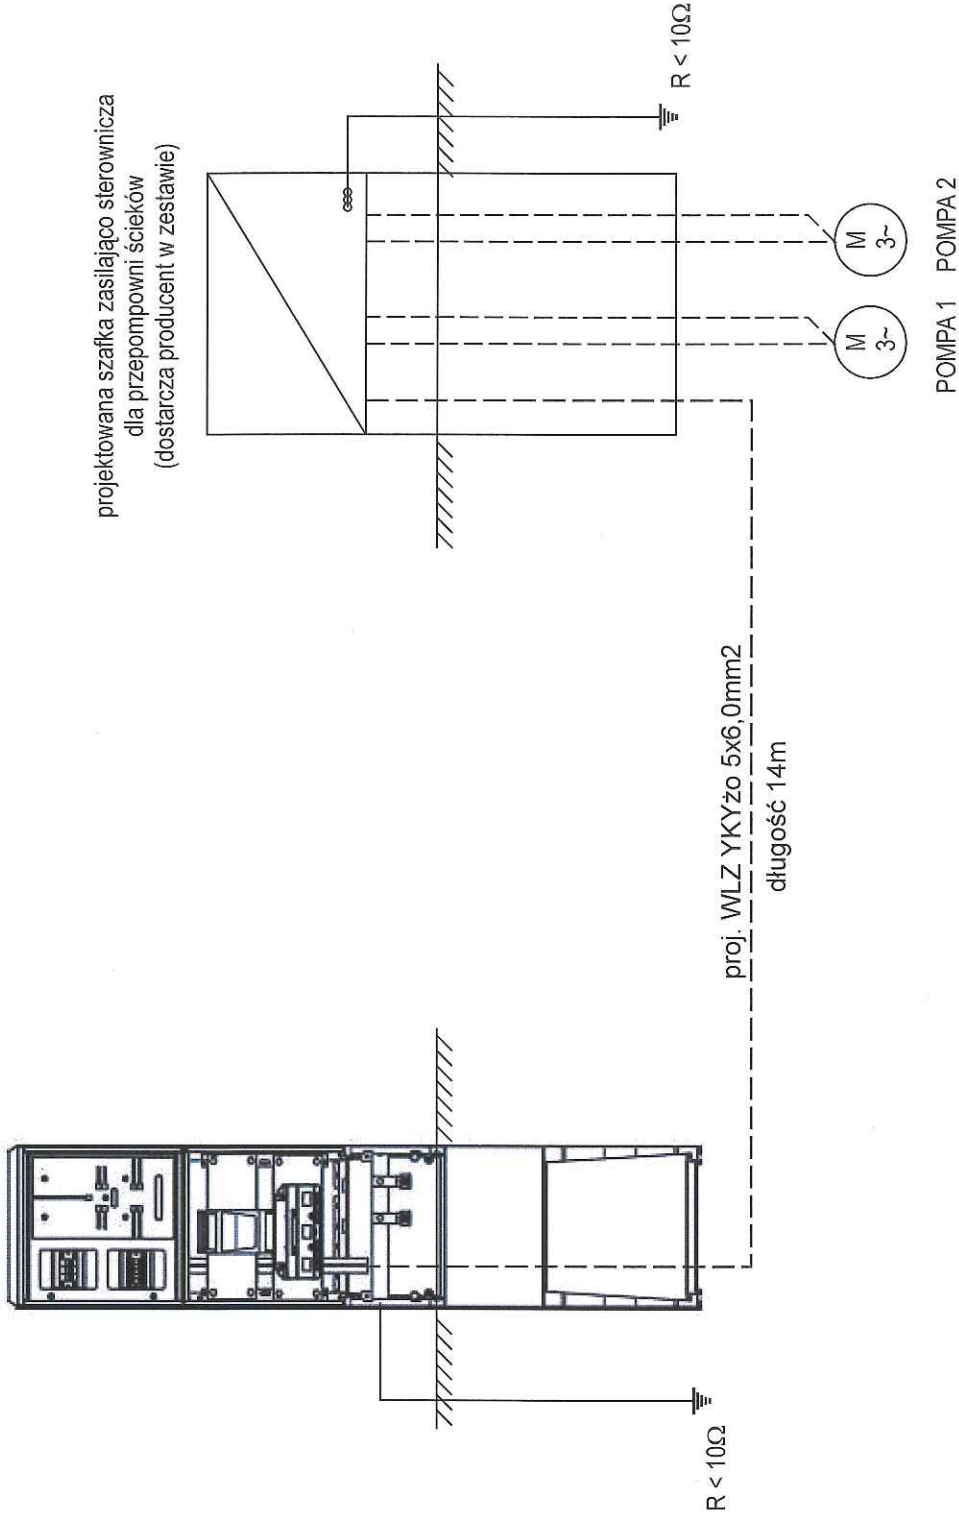 projektowana szafka zasilająco sterownicza
dla przepompowni ścieków
(dostarcza producent w zestawie)
R < 10Ω
M
3~
POMPA 1
M
3~
POMPA 2
proj. WLZ YKYżo 5x6,0mm2
długość 14m
R < 10Ω